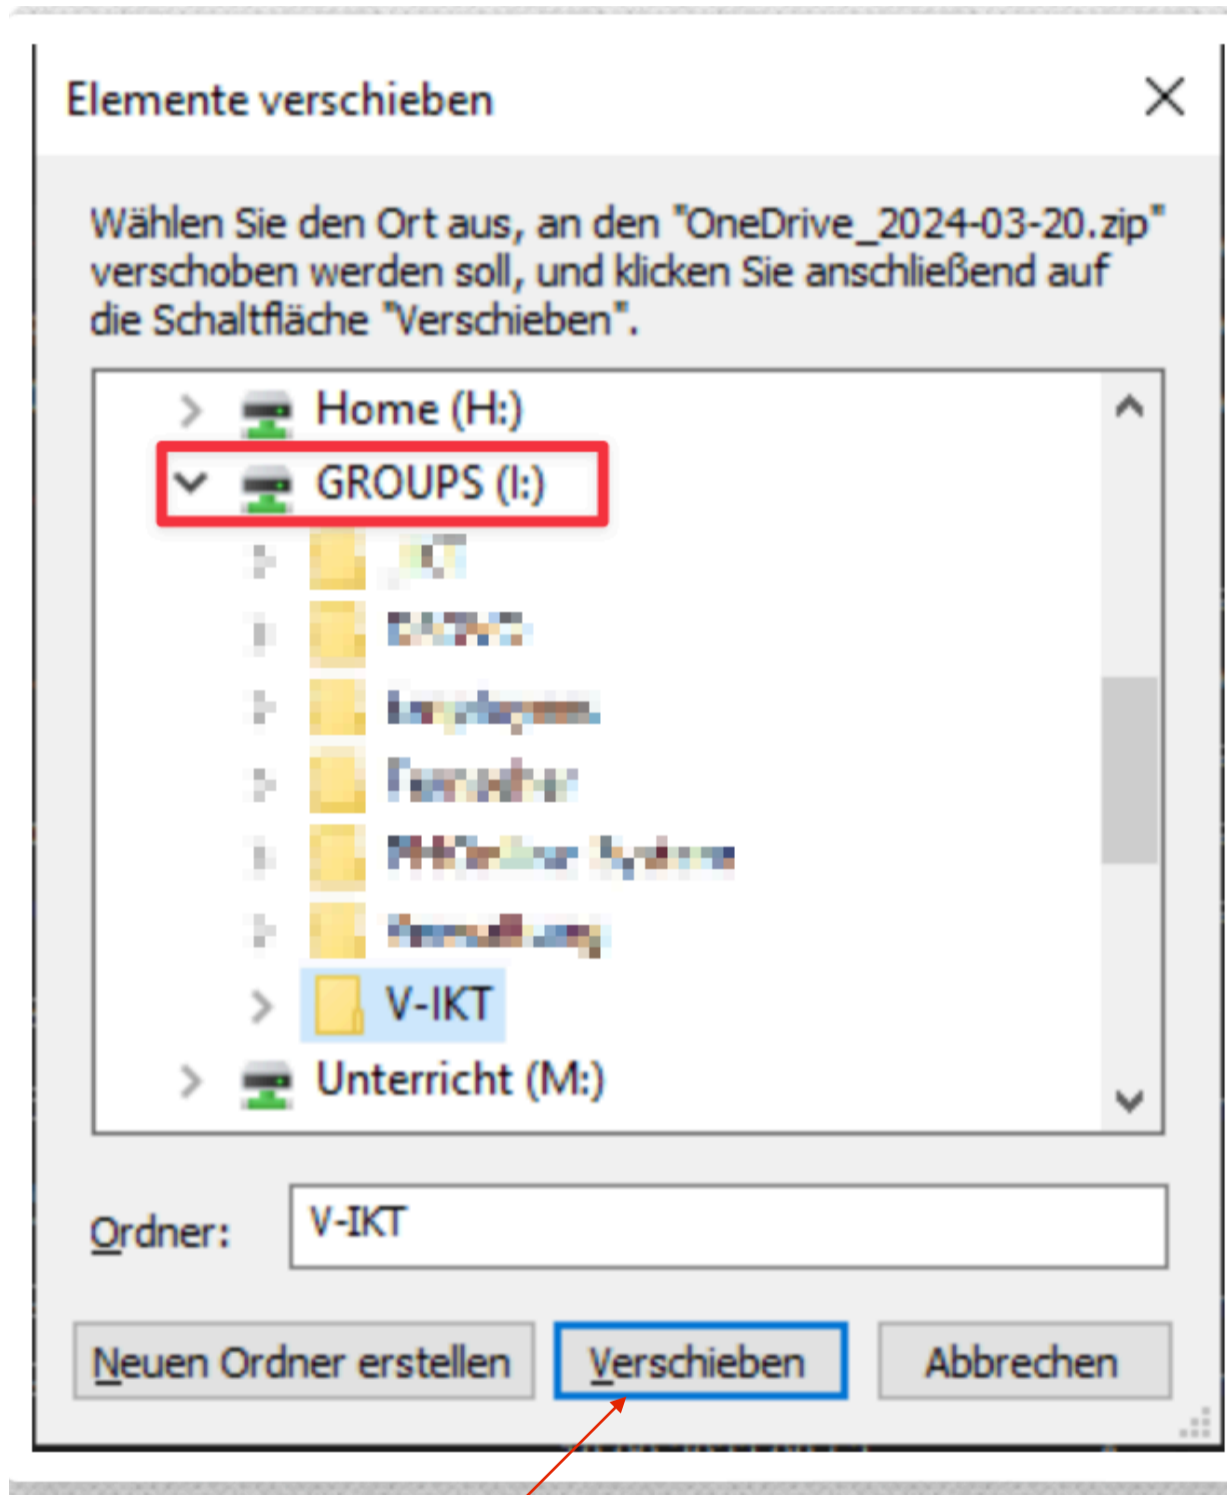 Elemente verschieben
Wählen Sie den Ort aus, an den "OneDrive_2024-03-20.zip"
verschoben werden soll, und klicken Sie anschließend auf
die Schaltfläche "Verschieben".
Home (H:)
GROUPS (I:)
V-IKT
Unterricht (M:)
Ordner: V-IKT
Neuen Ordner erstellen Verschieben Abbrechen